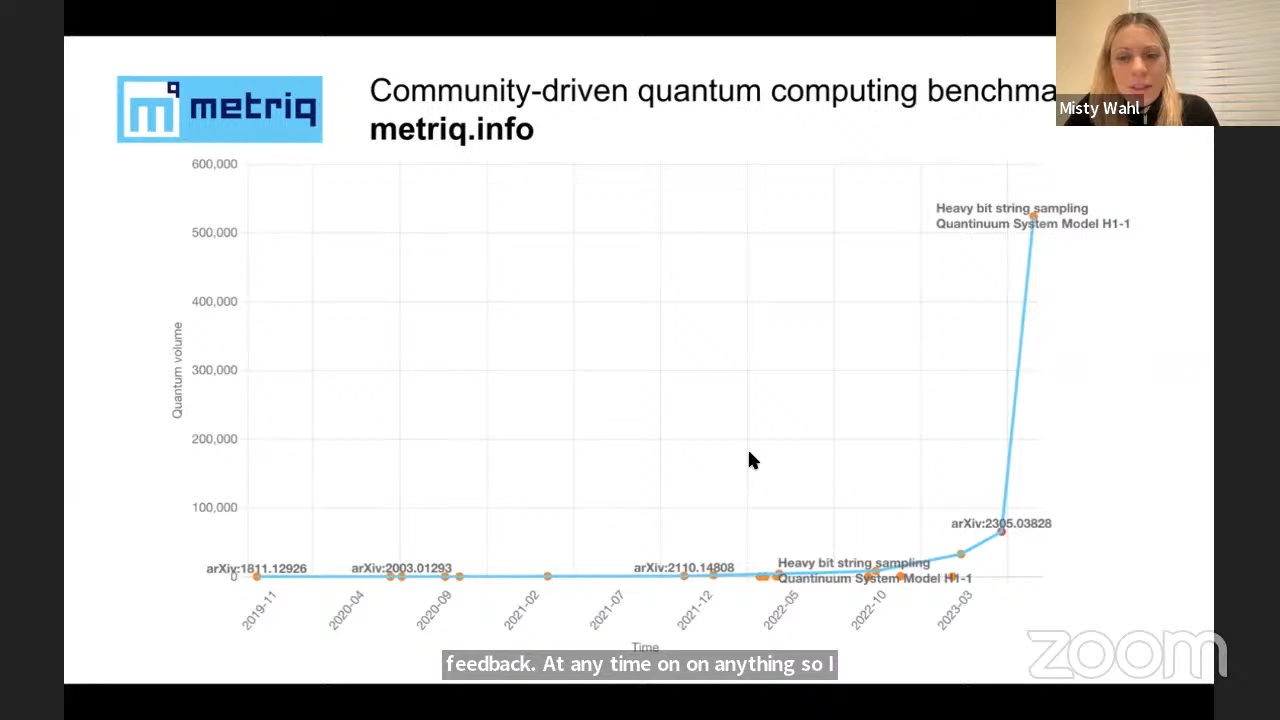 metriq
Community-driven quantum computing benchma
metriq.info
Misty Wahl
600,000
500,000
400,000
300,000
200,000
100,000
0
Quantum volume
Heavy bit string sampling
Quantinuum System Model H1-1
arXiv:2305.03828
arXiv:1811.12926
arXiv:2003.01293
arXiv:2110.14808
Heavy bit string sampling
Quantinuum System Model H1-1
2019-11
2020-04
2020-09
2021-02
2021-07
2021-12
2022-05
2022-10
2023-03
Time
feedback. At any time on on anything so I
zoom